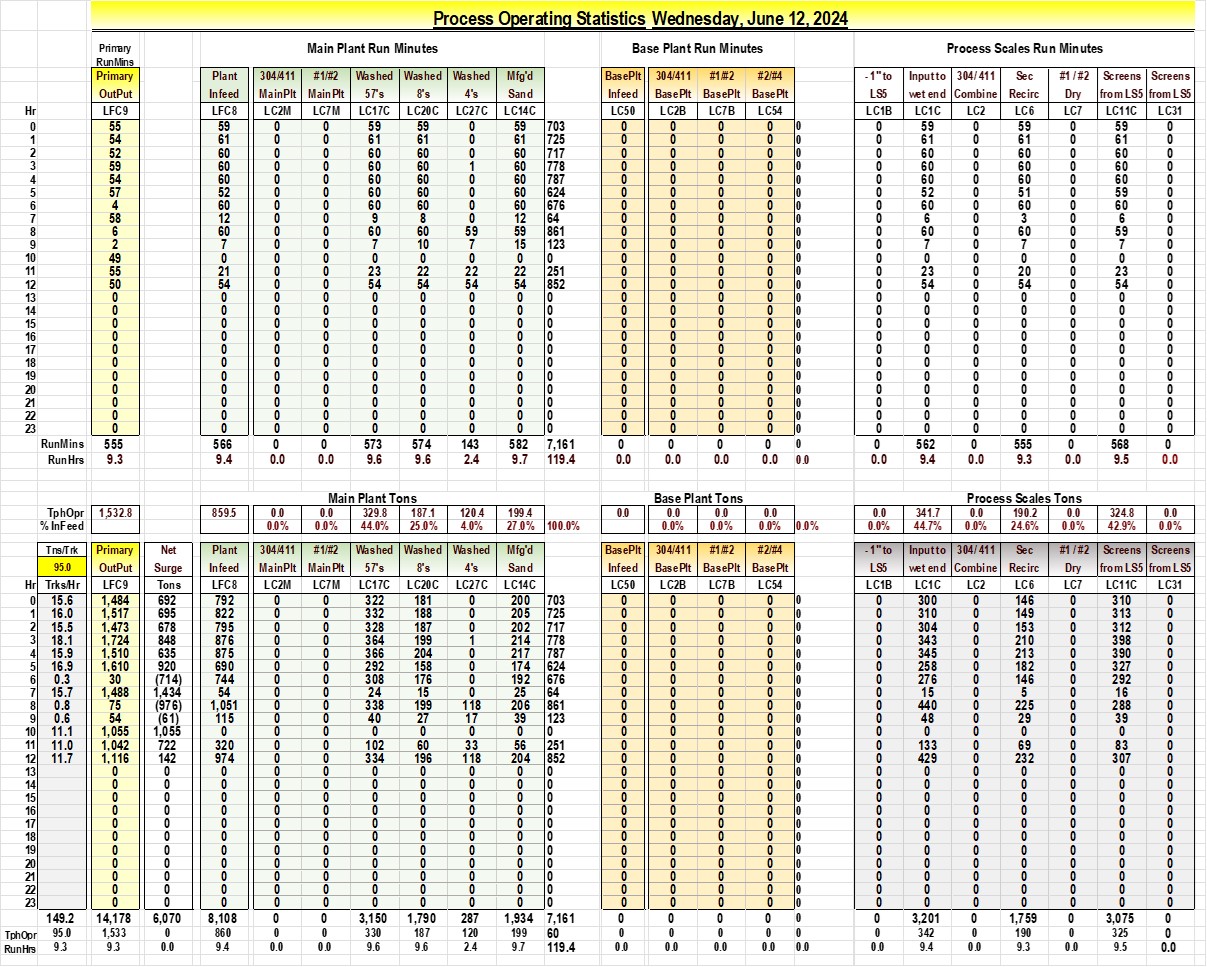 Process Operating Statistics Wednesday, June 12, 2024
Primary Main Plant Run Minutes Base Plant Run Minutes Process Scales Run Minutes
RunMins
Primary Plant 304/411 #1/#2 Washed Washed Washed Mfg'd BasePlt 304/411 #1/#2 #2/#4 - 1" to Input to 304/ 411 Sec #1 / #2 Screens Screens
OutPut Infeed MainPlt MainPlt 57's 8's 4's Sand Infeed BasePlt BasePlt BasePlt LS5 wet end Combine Recirc Dry from LS5 from LS5
Hr LFC9 LFC8 LC2M LC7M LC17C LC20C LC27C LC14C LC50 LC2B LC7B LC54 LC1B LC1C LC2 LC6 LC7 LC11C LC31
0 55 59 0 0 59 59 0 59 703 0 0 0 0 0 0 59 0 59 0 59 0
1 54 61 0 0 61 61 0 61 725 0 0 0 0 0 0 61 0 61 0 61 0
2 52 60 0 0 60 60 0 60 717 0 0 0 0 0 0 60 0 60 0 60 0
3 59 60 0 0 60 60 1 60 778 0 0 0 0 0 0 60 0 60 0 60 0
4 54 60 0 0 60 60 0 60 787 0 0 0 0 0 0 60 0 60 0 60 0
5 57 52 0 0 60 60 0 60 624 0 0 0 0 0 0 52 0 51 0 59 0
6 4 60 0 0 60 60 0 60 676 0 0 0 0 0 0 60 0 60 0 60 0
7 58 12 0 0 9 8 0 12 64 0 0 0 0 0 0 6 0 3 0 6 0
8 6 60 0 0 60 60 59 59 861 0 0 0 0 0 0 60 0 60 0 59 0
9 2 7 0 0 7 10 7 15 123 0 0 0 0 0 0 7 0 7 0 7 0
10 49 0 0 0 0 0 0 0 0 0 0 0 0 0 0 0 0 0 0 0 0
11 55 21 0 0 23 22 22 22 251 0 0 0 0 0 0 23 0 20 0 23 0
12 50 54 0 0 54 54 54 54 852 0 0 0 0 0 0 54 0 54 0 54 0
13 0 0 0 0 0 0 0 0 0 0 0 0 0 0 0 0 0 0 0 0 0
14 0 0 0 0 0 0 0 0 0 0 0 0 0 0 0 0 0 0 0 0 0
15 0 0 0 0 0 0 0 0 0 0 0 0 0 0 0 0 0 0 0 0 0
16 0 0 0 0 0 0 0 0 0 0 0 0 0 0 0 0 0 0 0 0 0
17 0 0 0 0 0 0 0 0 0 0 0 0 0 0 0 0 0 0 0 0 0
18 0 0 0 0 0 0 0 0 0 0 0 0 0 0 0 0 0 0 0 0 0
19 0 0 0 0 0 0 0 0 0 0 0 0 0 0 0 0 0 0 0 0 0
20 0 0 0 0 0 0 0 0 0 0 0 0 0 0 0 0 0 0 0 0 0
21 0 0 0 0 0 0 0 0 0 0 0 0 0 0 0 0 0 0 0 0 0
22 0 0 0 0 0 0 0 0 0 0 0 0 0 0 0 0 0 0 0 0 0
23 0 0 0 0 0 0 0 0 0 0 0 0 0 0 0 0 0 0 0 0 0
RunMins 555 566 0 0 573 574 143 582 7,161 0 0 0 0 0 0 562 0 555 0 568 0
RunHrs 9.3 9.4 0.0 0.0 9.6 9.6 2.4 9.7 119.4 0.0 0.0 0.0 0.0 0.0 0.0 9.4 0.0 9.3 0.0 9.5 0.0
Main Plant Tons Base Plant Tons Process Scales Tons
TphOpr 1,532.8 859.5 0.0 0.0 329.8 187.1 120.4 199.4 0.0 0.0 0.0 0.0 0.0 341.7 0.0 190.2 0.0 324.8 0.0
% InFeed 0.0% 0.0% 44.0% 25.0% 4.0% 27.0% 100.0% 0.0% 0.0% 0.0% 0.0% 0.0% 44.7% 0.0% 24.6% 0.0% 42.9% 0.0%
Tns/Trk Primary Net Plant 304/411 #1/#2 Washed Washed Washed Mfg'd BasePlt 304/411 #1/#2 #2/#4 - 1" to Input to 304/ 411 Sec #1 / #2 Screens Screens
95.0 OutPut Surge Infeed MainPlt MainPlt 57's 8's 4's Sand Infeed BasePlt BasePlt BasePlt LS5 wet end Combine Recirc Dry from LS5 from LS5
Hr Trks/Hr LFC9 Tons LFC8 LC2M LC7M LC17C LC20C LC27C LC14C LC50 LC2B LC7B LC54 LC1B LC1C LC2 LC6 LC7 LC11C LC31
0 15.6 1,484 692 792 0 0 322 181 0 200 703 0 0 0 0 0 0 300 0 146 0 310 0
1 16.0 1,517 695 822 0 0 332 188 0 205 725 0 0 0 0 0 0 310 0 149 0 313 0
2 15.5 1,473 678 795 0 0 328 187 0 202 717 0 0 0 0 0 0 304 0 153 0 312 0
3 18.1 1,724 848 876 0 0 364 199 1 214 778 0 0 0 0 0 0 343 0 210 0 398 0
4 15.9 1,510 635 875 0 0 366 204 0 217 787 0 0 0 0 0 0 345 0 213 0 390 0
5 16.9 1,610 920 690 0 0 292 158 0 174 624 0 0 0 0 0 0 258 0 182 0 327 0
6 0.3 30 (714) 744 0 0 308 176 0 192 676 0 0 0 0 0 0 276 0 146 0 292 0
7 15.7 1,488 1,434 54 0 0 24 15 0 25 64 0 0 0 0 0 0 15 0 5 0 16 0
8 0.8 75 (976) 1,051 0 0 338 199 118 206 861 0 0 0 0 0 0 440 0 225 0 288 0
9 0.6 54 (61) 115 0 0 40 27 17 39 123 0 0 0 0 0 0 48 0 29 0 39 0
10 11.1 1,055 1,055 0 0 0 0 0 0 0 0 0 0 0 0 0 0 0 0 0 0 0 0
11 11.0 1,042 722 320 0 0 102 60 33 56 251 0 0 0 0 0 0 133 0 69 0 83 0
12 11.7 1,116 142 974 0 0 334 196 118 204 852 0 0 0 0 0 0 429 0 232 0 307 0
13 0 0 0 0 0 0 0 0 0 0 0 0 0 0 0 0 0 0 0 0 0 0
14 0 0 0 0 0 0 0 0 0 0 0 0 0 0 0 0 0 0 0 0 0 0
15 0 0 0 0 0 0 0 0 0 0 0 0 0 0 0 0 0 0 0 0 0 0
16 0 0 0 0 0 0 0 0 0 0 0 0 0 0 0 0 0 0 0 0 0 0
17 0 0 0 0 0 0 0 0 0 0 0 0 0 0 0 0 0 0 0 0 0 0
18 0 0 0 0 0 0 0 0 0 0 0 0 0 0 0 0 0 0 0 0 0 0
19 0 0 0 0 0 0 0 0 0 0 0 0 0 0 0 0 0 0 0 0 0 0
20 0 0 0 0 0 0 0 0 0 0 0 0 0 0 0 0 0 0 0 0 0 0
21 0 0 0 0 0 0 0 0 0 0 0 0 0 0 0 0 0 0 0 0 0 0
22 0 0 0 0 0 0 0 0 0 0 0 0 0 0 0 0 0 0 0 0 0 0
23 0 0 0 0 0 0 0 0 0 0 0 0 0 0 0 0 0 0 0 0 0 0
149.2 14,178 6,070 8,108 0 0 3,150 1,790 287 1,934 7,161 0 0 0 0 0 0 3,201 0 1,759 0 3,075 0
TphOpr 95.0 1,533 0 860 0 0 330 187 120 199 60 0 0 0 0 0 0 342 0 190 0 325 0
RunHrs 9.3 9.3 0.0 9.4 0.0 0.0 9.6 9.6 2.4 9.7 119.4 0.0 0.0 0.0 0.0 0.0 0.0 9.4 0.0 9.3 0.0 9.5 0.0